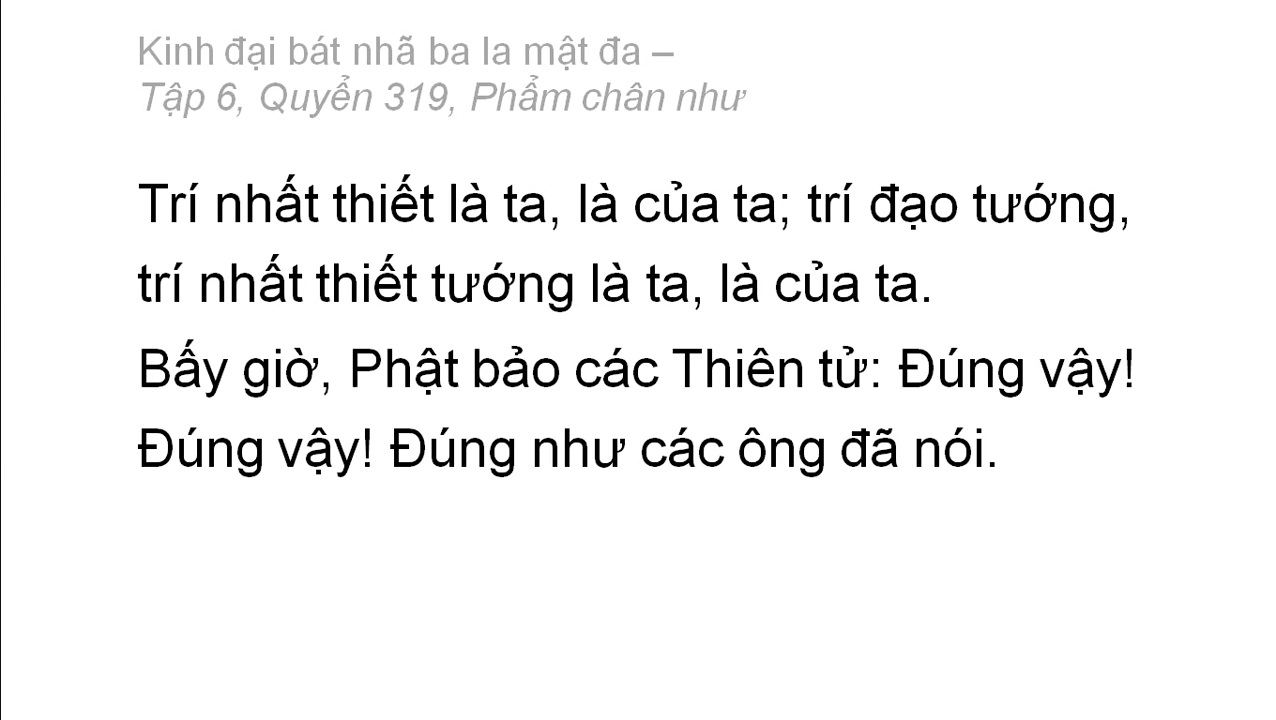 Kinh đại bát nhã ba la mật đa –
Tập 6, Quyển 319, Phẩm chân như
Trí nhất thiết là ta, là của ta; trí đạo tướng,
trí nhất thiết tướng là ta, là của ta.
Bấy giờ, Phật bảo các Thiên tử: Đúng vậy!
Đúng vậy! Đúng như các ông đã nói.